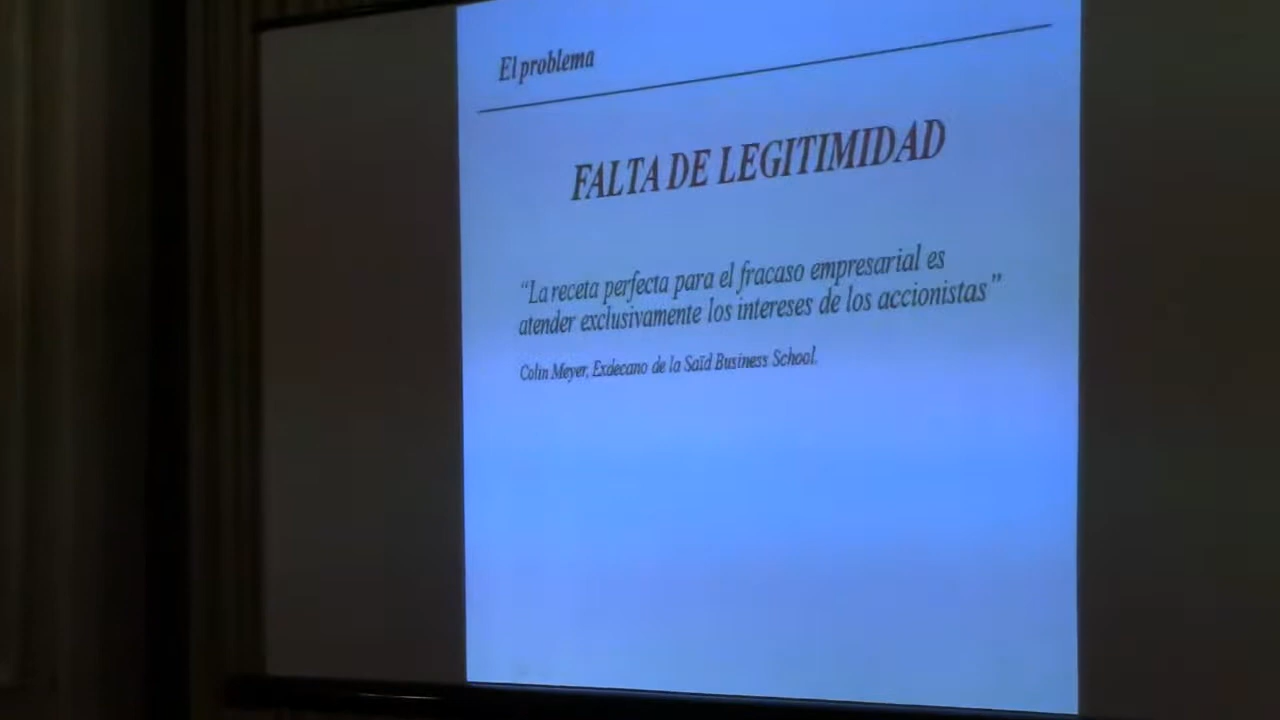 El problema
FALTA DE LEGITIMIDAD
“La receta perfecta para el fracaso empresarial es
atender exclusivamente los intereses de los accionistas”
Colin Meyer, Exdecano de la Saïd Business School.